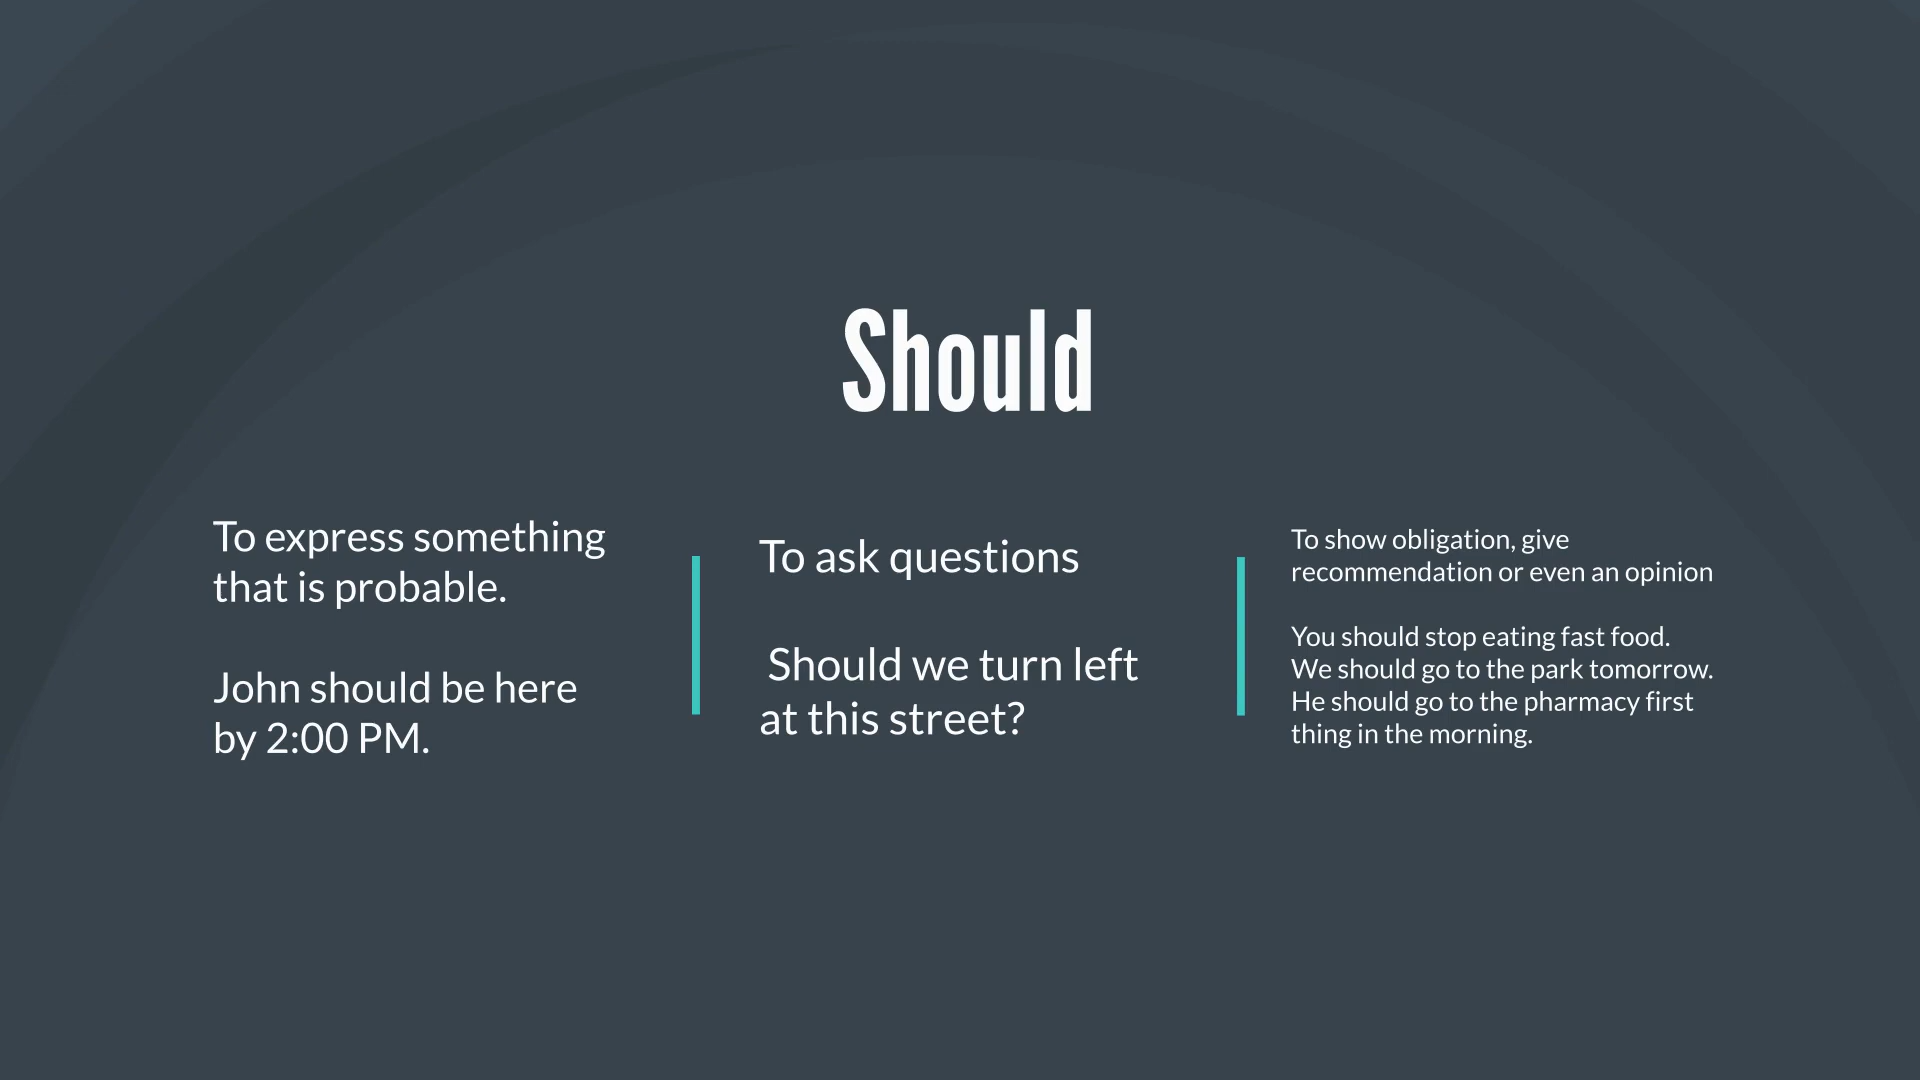 Should
To express something
that is probable.
John should be here
by 2:00 PM.
To ask questions
Should we turn left
at this street?
To show obligation, give
recommendation or even an opinion
You should stop eating fast food.
We should go to the park tomorrow.
He should go to the pharmacy first
thing in the morning.